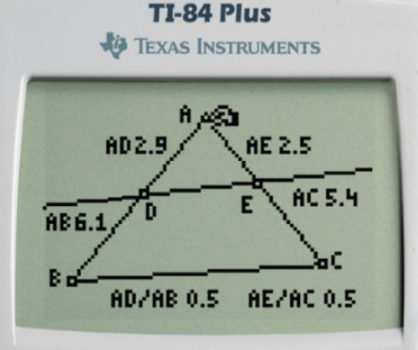 TI-84 Plus
TEXAS INSTRUMENTS
A
AD 2.9 AE 2.5
D E AC 5.4
AB 6.1
B C
AD/AB 0.5 AE/AC 0.5